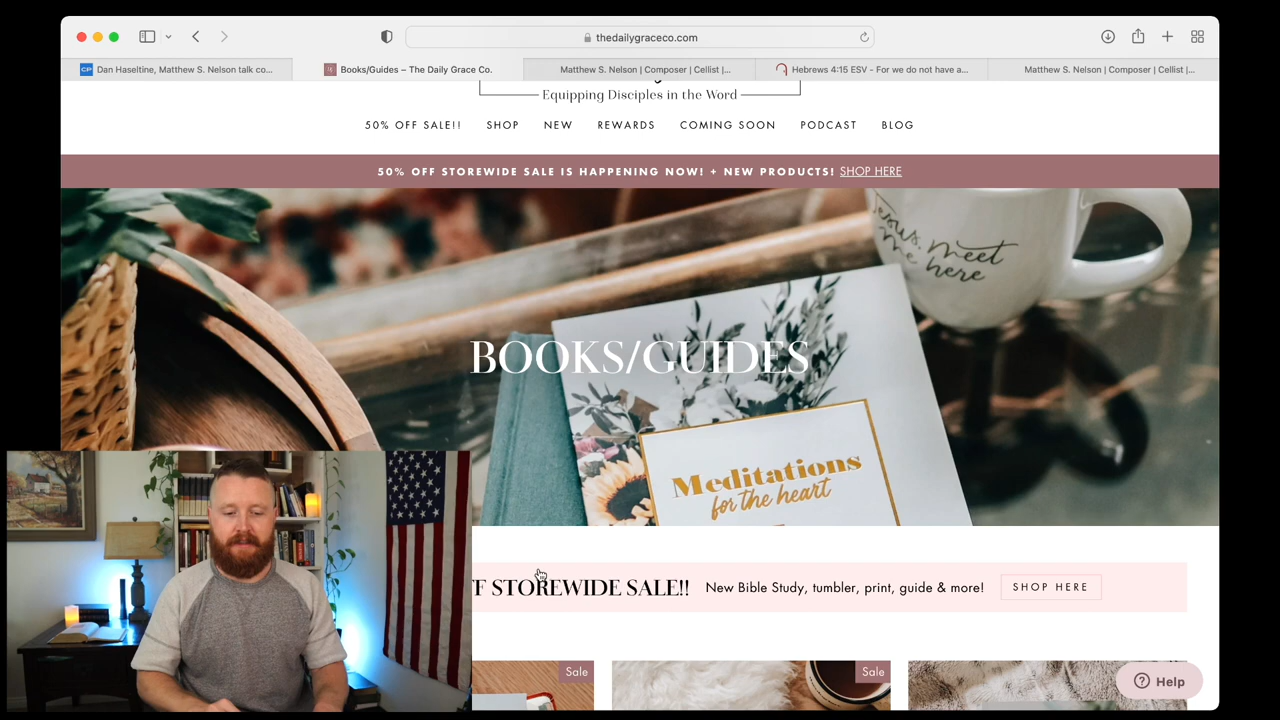 thedailygraceco.com
Dan Haseltine, Matthew S. Nelson talk co...
Books/Guides – The Daily Grace Co.
Matthew S. Nelson | Composer | Cellist |...
Hebrews 4:15 ESV - For we do not have a...
Matthew S. Nelson | Composer | Cellist |...
Equipping Disciples in the Word
50% OFF SALE!! SHOP NEW REWARDS COMING SOON PODCAST BLOG
50% OFF STOREWIDE SALE IS HAPPENING NOW! + NEW PRODUCTS! SHOP HERE
Jesus, meet
me here
BOOKS/GUIDES
Meditations
for the heart
F STOREWIDE SALE!! New Bible Study, tumbler, print, guide & more! SHOP HERE
Sale
Sale
Help